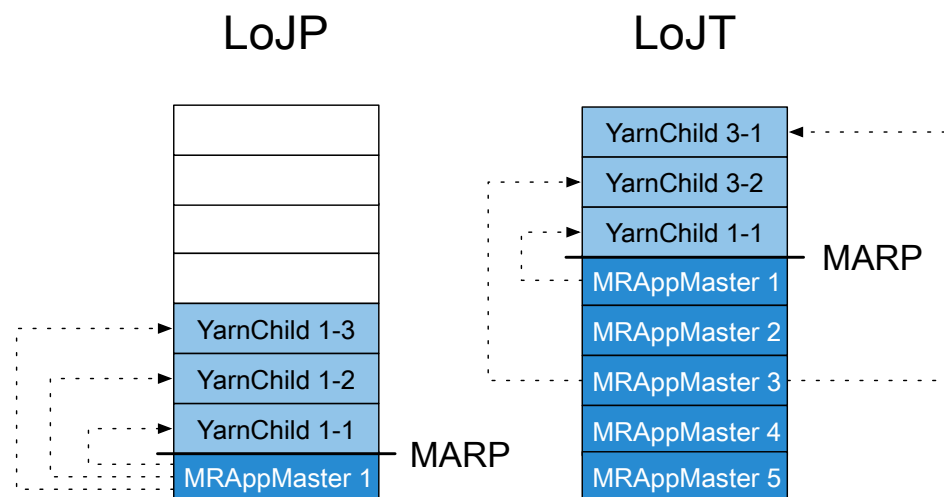 LoJP
YarnChild 1-3
YarnChild 1-2
YarnChild 1-1
MARP
MRAppMaster 1
LoJT
YarnChild 3-1
YarnChild 3-2
YarnChild 1-1
MARP
MRAppMaster 1
MRAppMaster 2
MRAppMaster 3
MRAppMaster 4
MRAppMaster 5